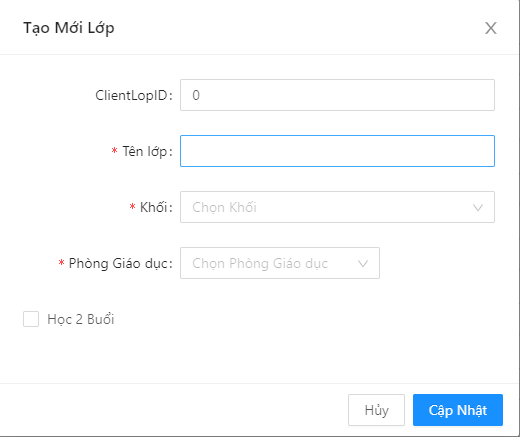 Tạo Mới Lớp
ClientLopID: 0
* Tên lớp:
* Khối: Chọn Khối
* Phòng Giáo dục: Chọn Phòng Giáo dục
Học 2 Buổi
Hủy Cập Nhật